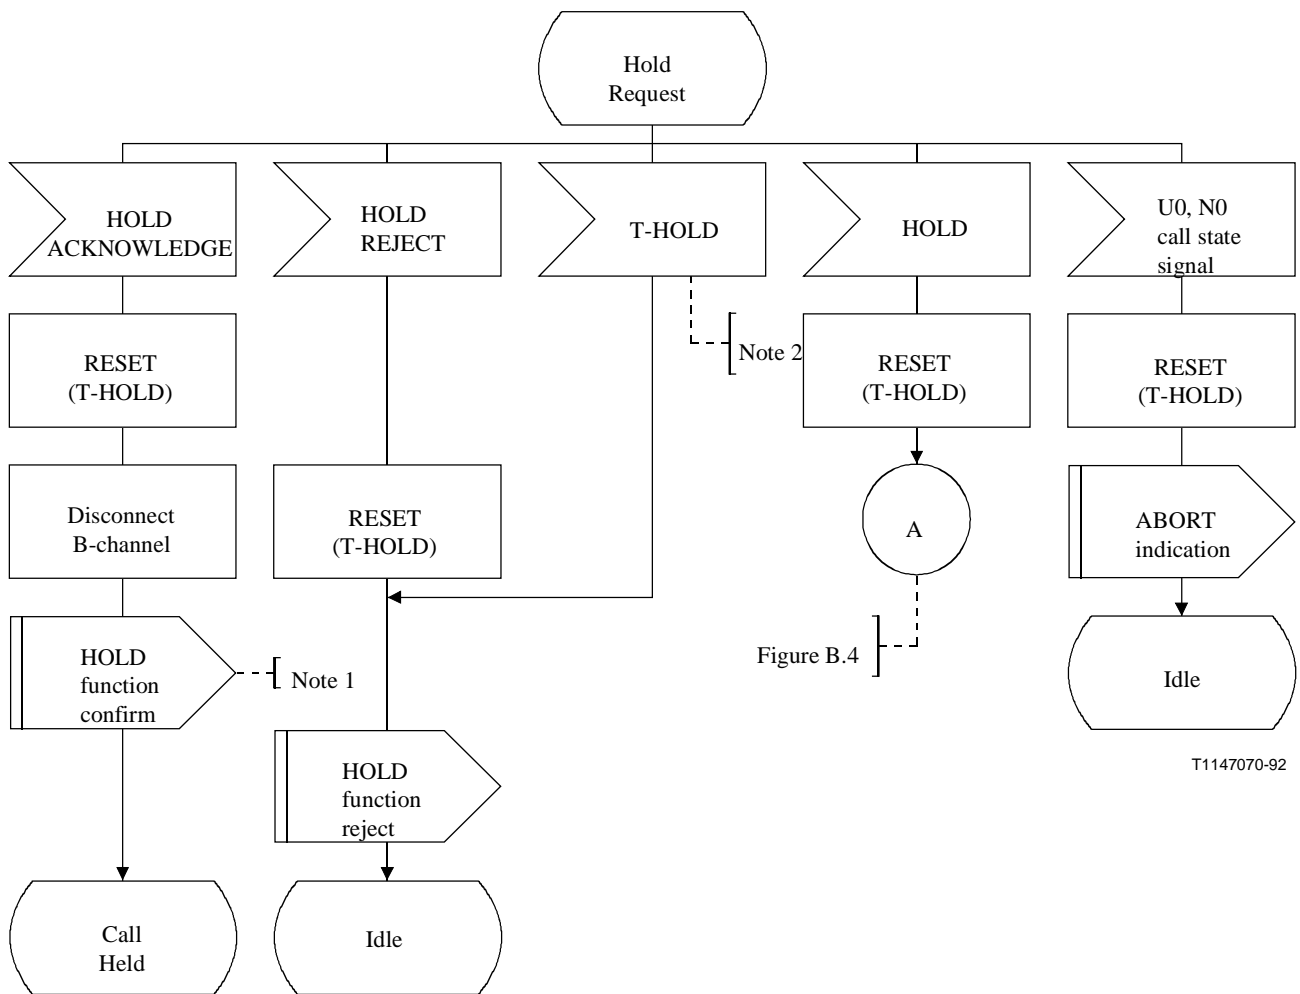 Hold
Request
HOLD
ACKNOWLEDGE
HOLD
REJECT
T-HOLD
HOLD
U0, N0
call state
signal
RESET
(T-HOLD)
Note 2
RESET
(T-HOLD)
RESET
(T-HOLD)
Disconnect
B-channel
RESET
(T-HOLD)
A
ABORT
indication
HOLD
function
confirm
Note 1
Figure B.4
Idle
HOLD
function
reject
T1147070-92
Call
Held
Idle